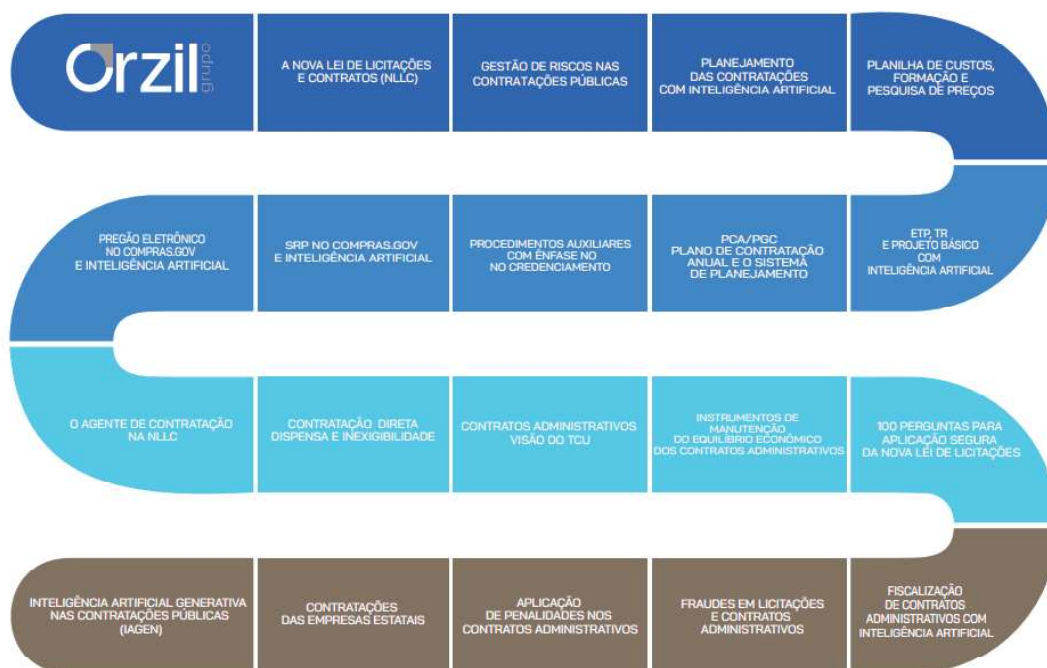 Orzil
grupo
A NOVA LEI DE LICITAÇÕES
E CONTRATOS (NLLC)
GESTÃO DE RISCOS NAS
CONTRATAÇÕES PÚBLICAS
PLANEJAMENTO
DAS CONTRATAÇÕES
COM INTELIGÊNCIA ARTIFICIAL
PLANILHA DE CUSTOS,
FORMAÇÃO E
PESQUISA DE PREÇOS
ETP, TR
E PROJETO BÁSICO
COM
INTELIGÊNCIA ARTIFICIAL
PCA/PGC
PLANO DE CONTRATAÇÃO
ANUAL E O SISTEMA
DE PLANEJAMENTO
PROCEDIMENTOS AUXILIARES
COM ÊNFASE NO
NO CREDENCIAMENTO
SRP NO COMPRAS.GOV
E INTELIGÊNCIA ARTIFICIAL
PREGÃO ELETRÔNICO
NO COMPRAS.GOV
E INTELIGÊNCIA ARTIFICIAL
O AGENTE DE CONTRATAÇÃO
NA NLLC
CONTRATAÇÃO DIRETA
DISPENSA E INEXIGIBILIDADE
CONTRATOS ADMINISTRATIVOS
VISÃO DO TCU
INSTRUMENTOS DE
MANUTENÇÃO
DO EQUILÍBRIO ECONÔMICO
DOS CONTRATOS ADMINISTRATIVOS
100 PERGUNTAS PARA
APLICAÇÃO SEGURA
DA NOVA LEI DE LICITAÇÕES
FISCALIZAÇÃO
DE CONTRATOS
ADMINISTRATIVOS COM
INTELIGÊNCIA ARTIFICIAL
FRAUDES EM LICITAÇÕES
E CONTRATOS
ADMINISTRATIVOS
APLICAÇÃO
DE PENALIDADES NOS
CONTRATOS ADMINISTRATIVOS
CONTRATAÇÕES
DAS EMPRESAS ESTATAIS
INTELIGÊNCIA ARTIFICIAL GENERATIVA
NAS CONTRATAÇÕES PÚBLICAS
(IAGEN)